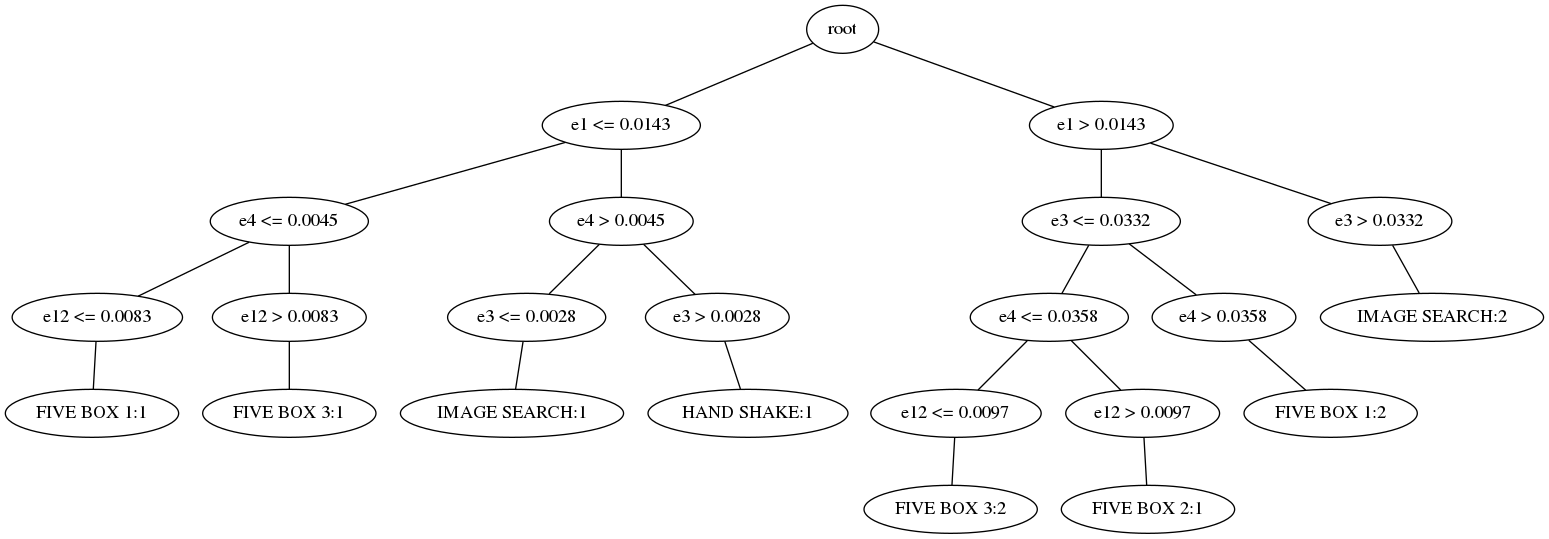 root
e1 <= 0.0143
e1 > 0.0143
e4 <= 0.0045
e4 > 0.0045
e3 <= 0.0332
e3 > 0.0332
e12 <= 0.0083
e12 > 0.0083
e3 <= 0.0028
e3 > 0.0028
e4 <= 0.0358
e4 > 0.0358
IMAGE SEARCH:2
FIVE BOX 1:1
FIVE BOX 3:1
IMAGE SEARCH:1
HAND SHAKE:1
e12 <= 0.0097
e12 > 0.0097
FIVE BOX 1:2
FIVE BOX 3:2
FIVE BOX 2:1